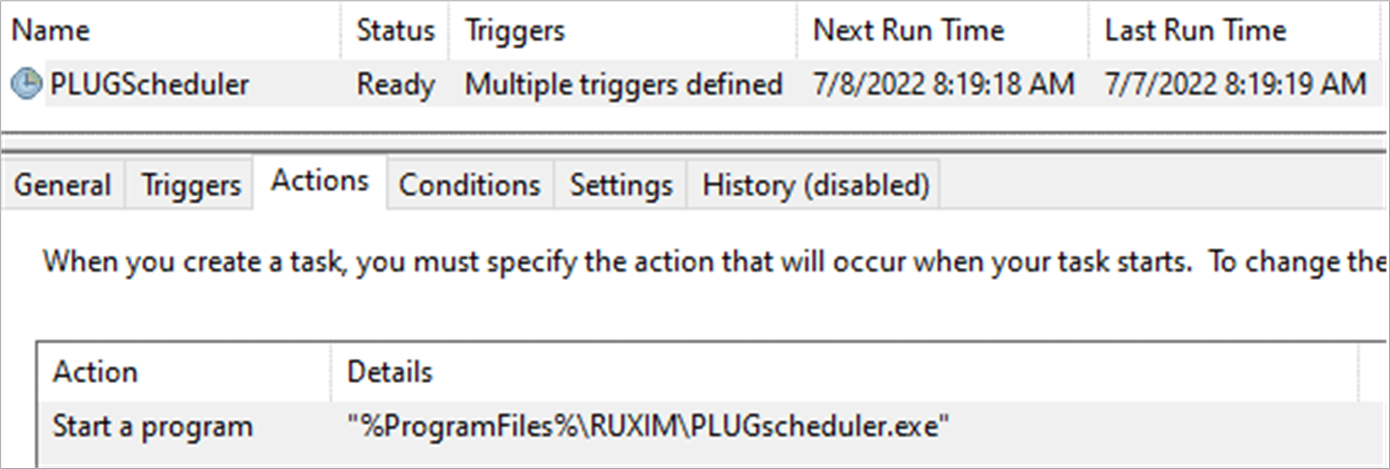 Name Status Triggers Next Run Time Last Run Time
PLUGScheduler Ready Multiple triggers defined 7/8/2022 8:19:18 AM 7/7/2022 8:19:19 AM
General Triggers Actions Conditions Settings History (disabled)
When you create a task, you must specify the action that will occur when your task starts. To change the
Action Details
Start a program "%ProgramFiles%\RUXIM\PLUGscheduler.exe"